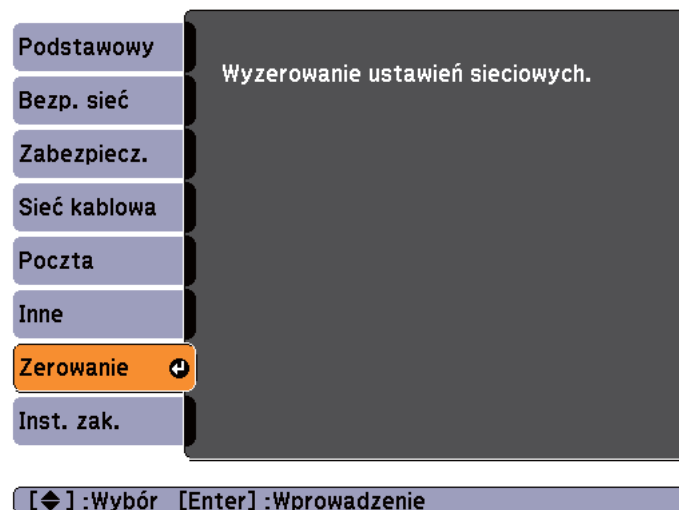 Podstawowy
Bezp. sieć
Zabezpiecz.
Sieć kablowa
Poczta
Inne
Zerowanie
Inst. zak.
Wyzerowanie ustawień sieciowych.
[◆] :Wybór [Enter] :Wprowadzenie